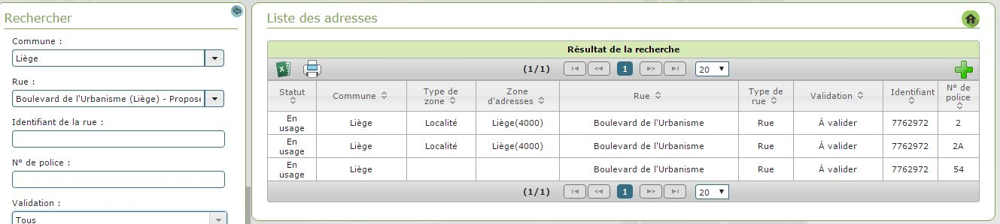 Rechercher
Commune :
Liège
Rue :
Boulevard de l'Urbanisme (Liège) - Propos
Identifiant de la rue :
N° de police :
Validation :
Tous
Liste des adresses
Résultat de la recherche
(1/1) 1 20
Statut Commune Type de zone Zone d'adresses Rue Type de rue Validation Identifiant N° de police
En usage Liège Localité Liège(4000) Boulevard de l'Urbanisme Rue À valider 7762972 2
En usage Liège Localité Liège(4000) Boulevard de l'Urbanisme Rue À valider 7762972 2A
En usage Liège Boulevard de l'Urbanisme Rue À valider 7762972 54
(1/1) 1 20